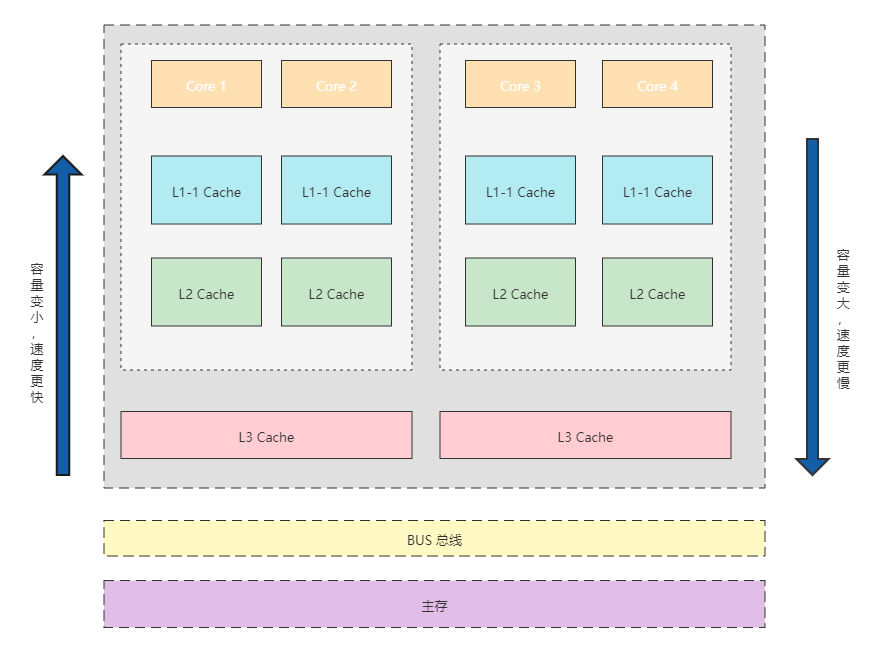 Core 1
Core 2
Core 3
Core 4
L1-1 Cache
L1-1 Cache
L1-1 Cache
L1-1 Cache
L2 Cache
L2 Cache
L2 Cache
L2 Cache
L3 Cache
L3 Cache
容量变小,速度更快
容量变大,速度更慢
BUS 总线
主存